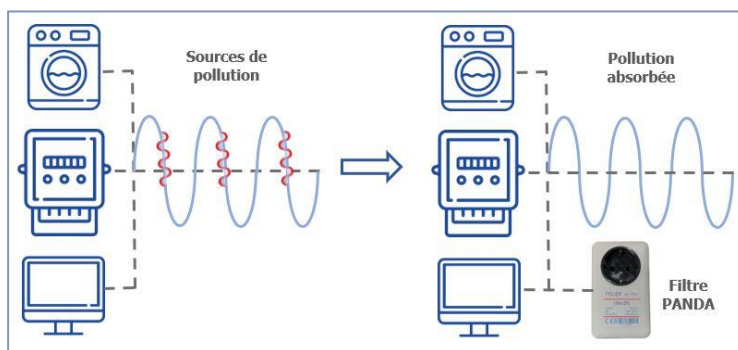 Sources de
pollution
Pollution
absorbée
Filtre
PANDA